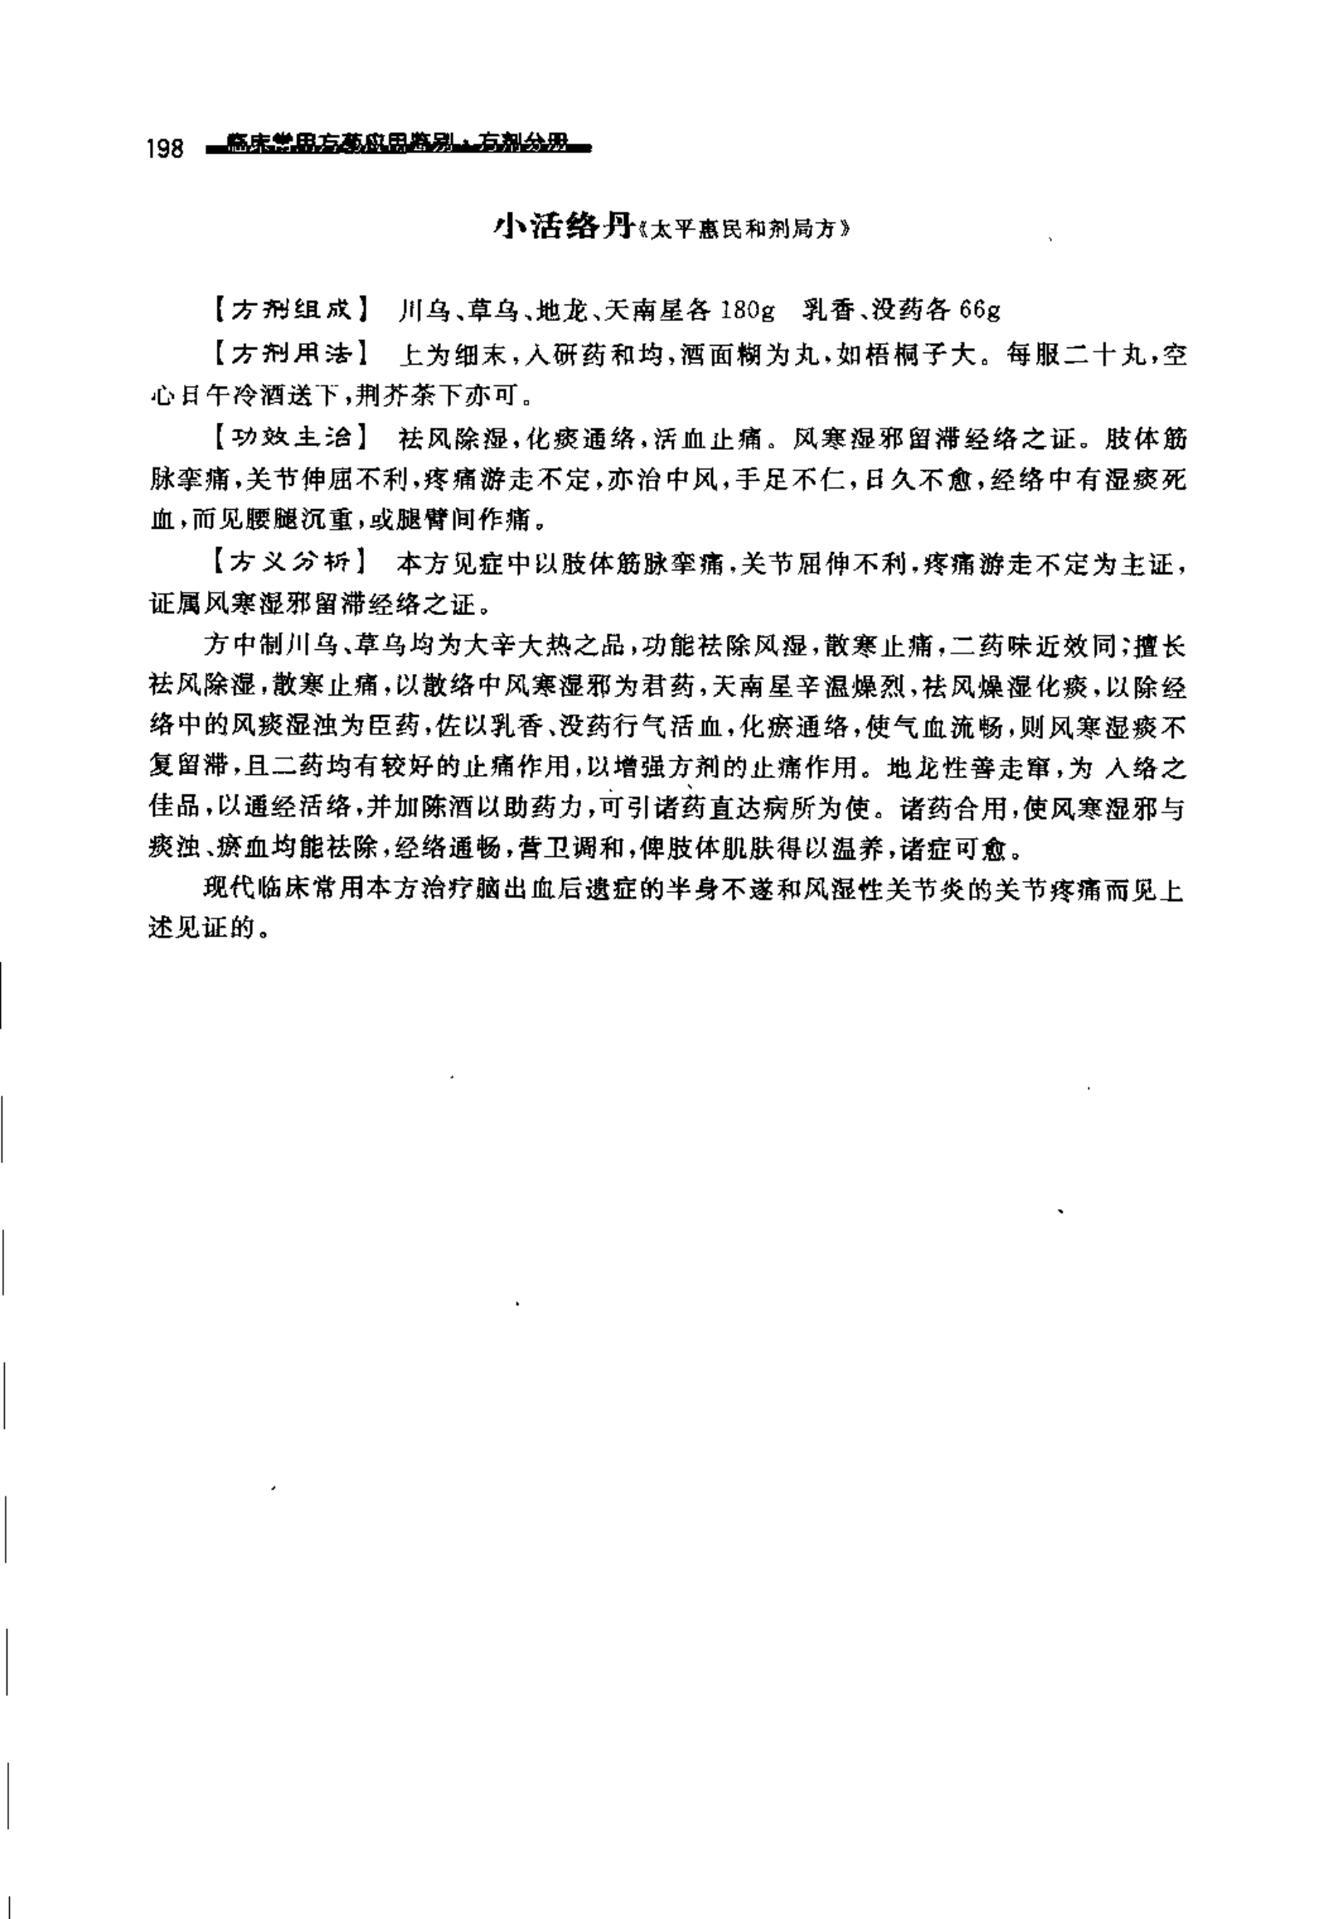 198 临床常用方药应用鉴别·方剂分册
小活络丹《太平惠民和剂局方》
【方剂组成】 川乌、草乌、地龙、天南星各 180g 乳香、没药各 66g
【方剂用法】 上为细末,入研药和均,酒面糊为丸,如梧桐子大。每服二十丸,空
心日午冷酒送下,荆芥茶下亦可。
【功效主治】 祛风除湿,化痰通络,活血止痛。风寒湿邪留滞经络之证。肢体筋
脉挛痛,关节伸屈不利,疼痛游走不定,亦治中风,手足不仁,日久不愈,经络中有湿痰死
血,而见腰腿沉重,或腿臂间作痛。
【方义分析】 本方见症中以肢体筋脉挛痛,关节屈伸不利,疼痛游走不定为主证,
证属风寒湿邪留滞经络之证。
方中制川乌、草乌均为大辛大热之品,功能祛除风湿,散寒止痛,二药味近效同;擅长
祛风除湿,散寒止痛,以散络中风寒湿邪为君药,天南星辛温燥烈,祛风燥湿化痰,以除经
络中的风痰湿浊为臣药,佐以乳香、没药行气活血,化瘀通络,使气血流畅,则风寒湿痰不
复留滞,且二药均有较好的止痛作用,以增强方剂的止痛作用。地龙性善走窜,为 入络之
佳品,以通经活络,并加陈酒以助药力,可引诸药直达病所为使。诸药合用,使风寒湿邪与
痰浊、瘀血均能祛除,经络通畅,营卫调和,俾肢体肌肤得以温养,诸症可愈。
现代临床常用本方治疗脑出血后遗症的半身不遂和风湿性关节炎的关节疼痛而见上
述见证的。